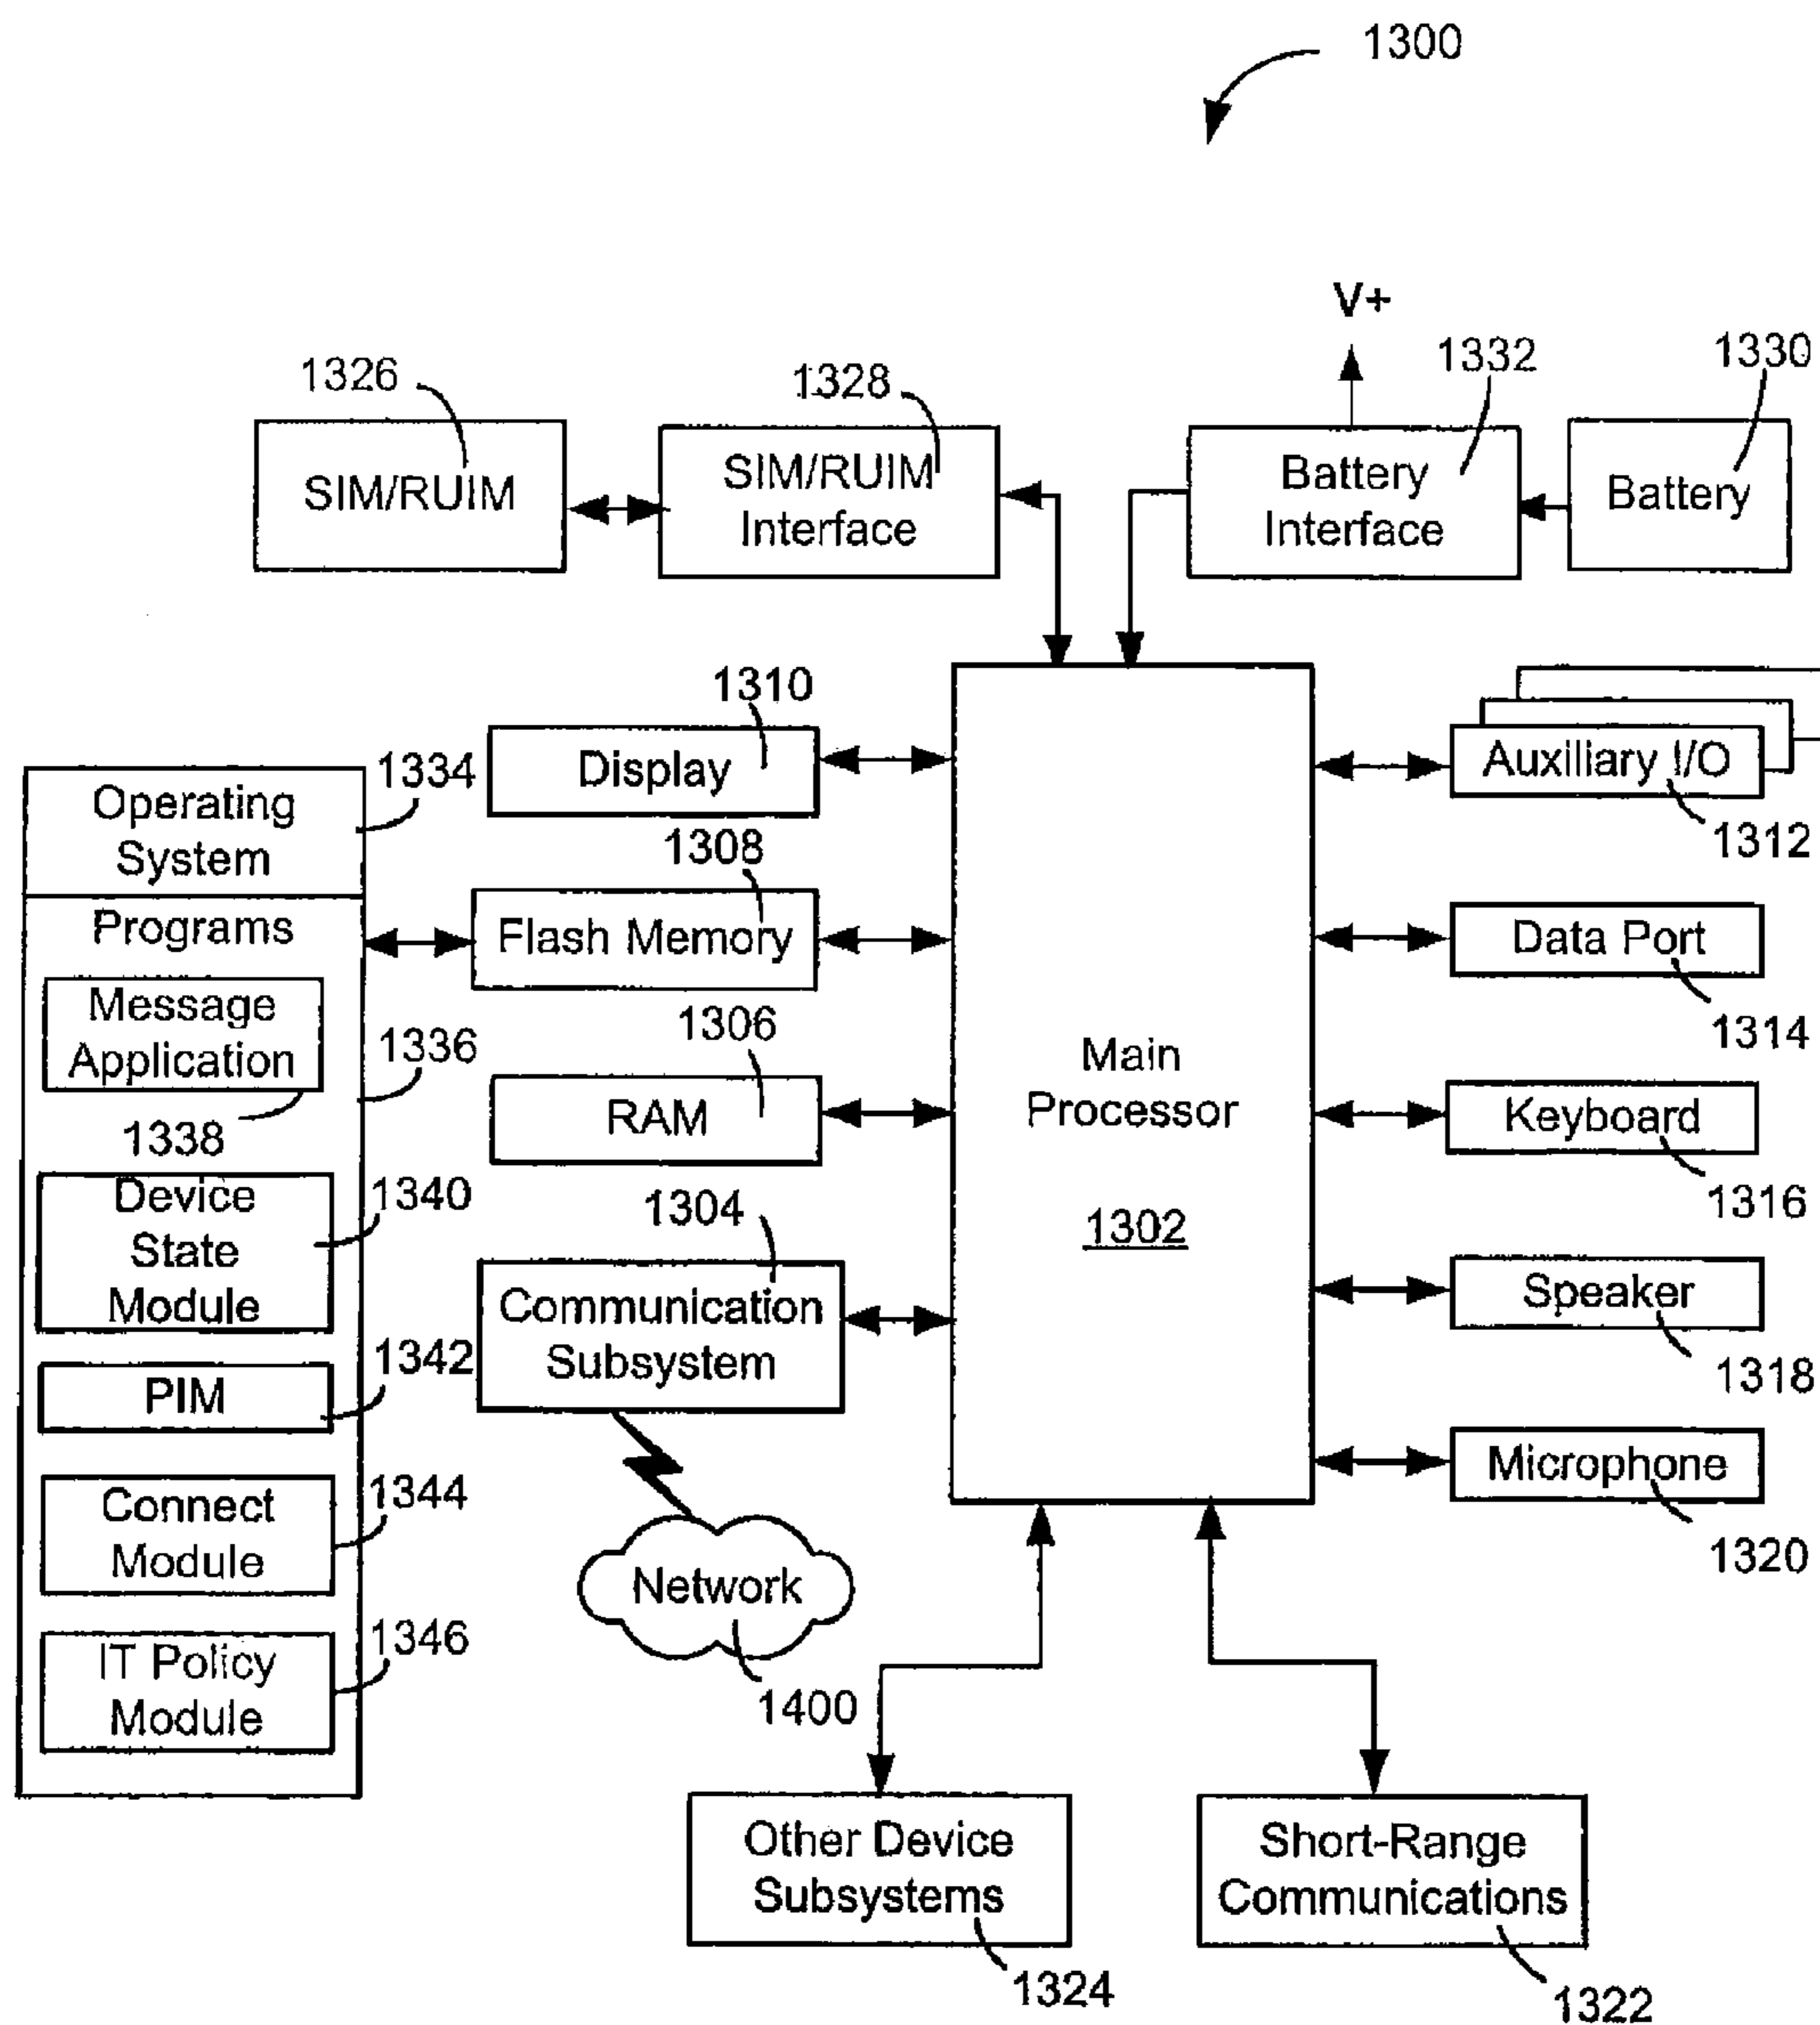 1300
V+
1326
1328
1332
1330
SIM/RUIM
SIM/RUIM
Interface
Battery
Interface
Battery
1310
Display
1334
Operating
System
Auxiliary I/O
1312
1308
Programs
Flash Memory
Data Port
1314
Message
Application
1338
1336
1306
RAM
Main
Processor
1302
Keyboard
1316
Device
State
Module
1340
1304
Communication
Subsystem
Speaker
1318
PIM
1342
Connect
Module
1344
Microphone
1320
Network
1400
IT Policy
Module
1346
Other Device
Subsystems
1324
Short-Range
Communications
1322